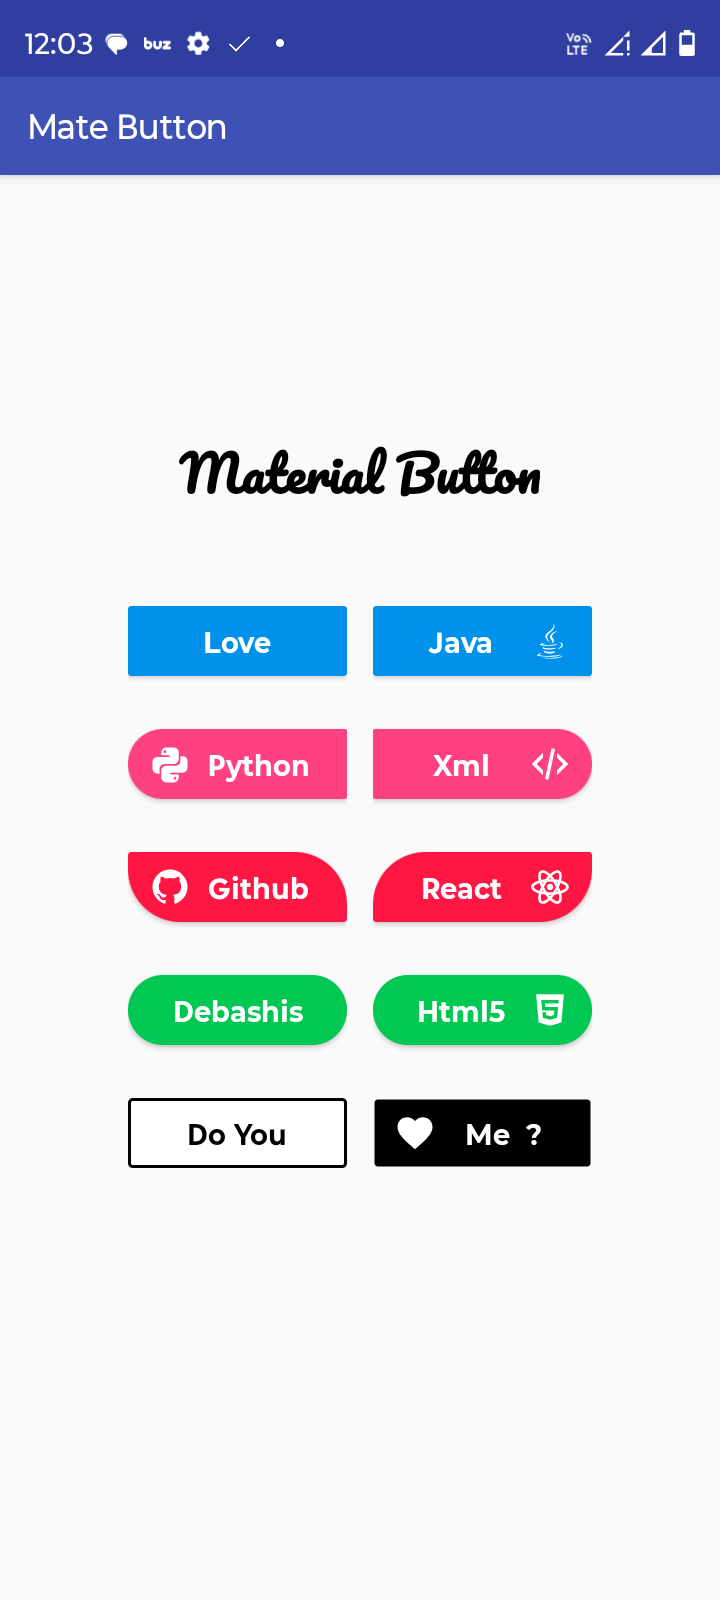 12:03 buz Vo LTE
Mate Button
Material Button
Love Java
Python Xml
Github React
Debashis Html5
Do You Me ?